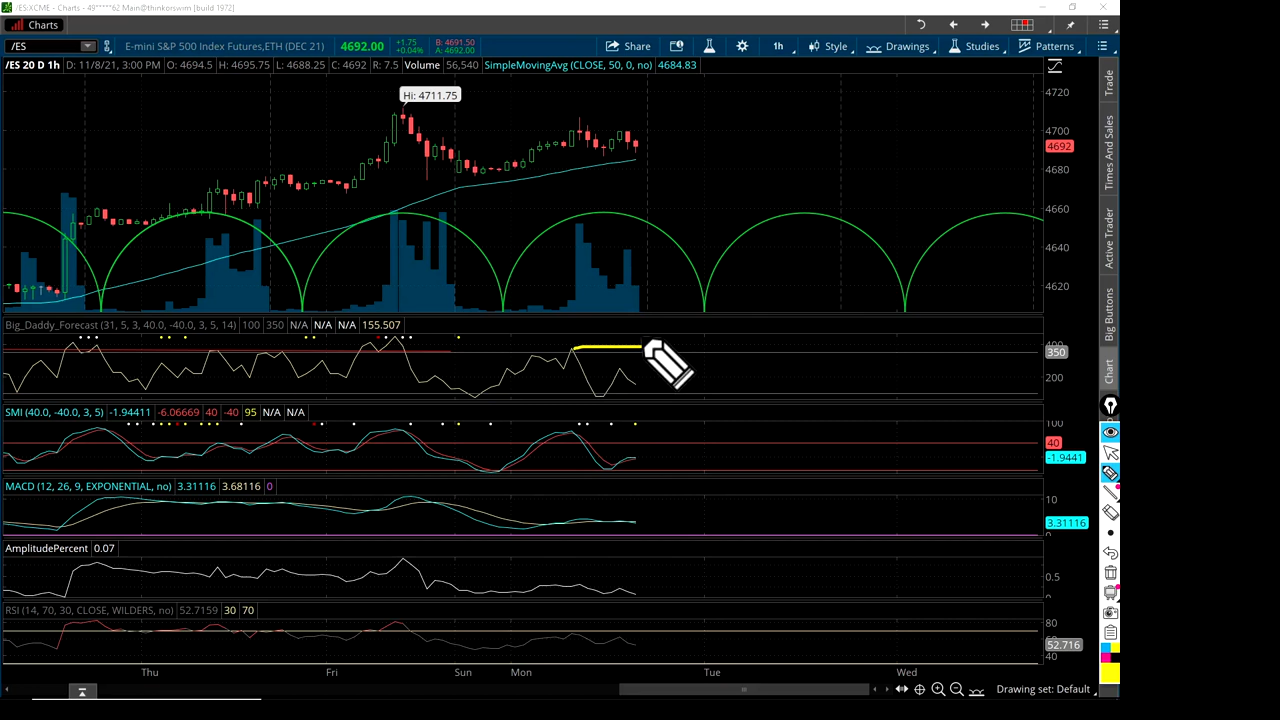 /ES:XCME - Charts - 49*****62 Main@thinkorswim [build 1972]
Charts
/ES E-mini S&P 500 Index Futures,ETH (DEC 21) 4692.00 +1.75 +0.04% B: 4691.50 A: 4692.00 Share 1h Style Drawings Studies Patterns
/ES 20 D 1h D: 11/8/21, 3:00 PM O: 4694.5 H: 4695.75 L: 4688.25 C: 4692 R: 7.5 Volume 56,540 SimpleMovingAvg (CLOSE, 50, 0, no) 4684.83
Hi: 4711.75
4720
4700
4692
4680
4660
4640
4620
Big_Daddy_Forecast (31, 5, 3, 40.0, -40.0, 3, 5, 14) 100 350 N/A N/A N/A 155.507
400
350
200
SMI (40.0, -40.0, 3, 5) -1.94411 -6.06669 40 -40 95 N/A N/A
100
40
-1.9441
MACD (12, 26, 9, EXPONENTIAL, no) 3.31116 3.68116 0
10
3.31116
0
AmplitudePercent 0.07
0.5
0
RSI (14, 70, 30, CLOSE, WILDERS, no) 52.7159 30 70
80
52.716
40
Thu Fri Sun Mon Tue Wed
Drawing set: Default
Trade
Times And Sales
Active Trader
Big Buttons
Chart